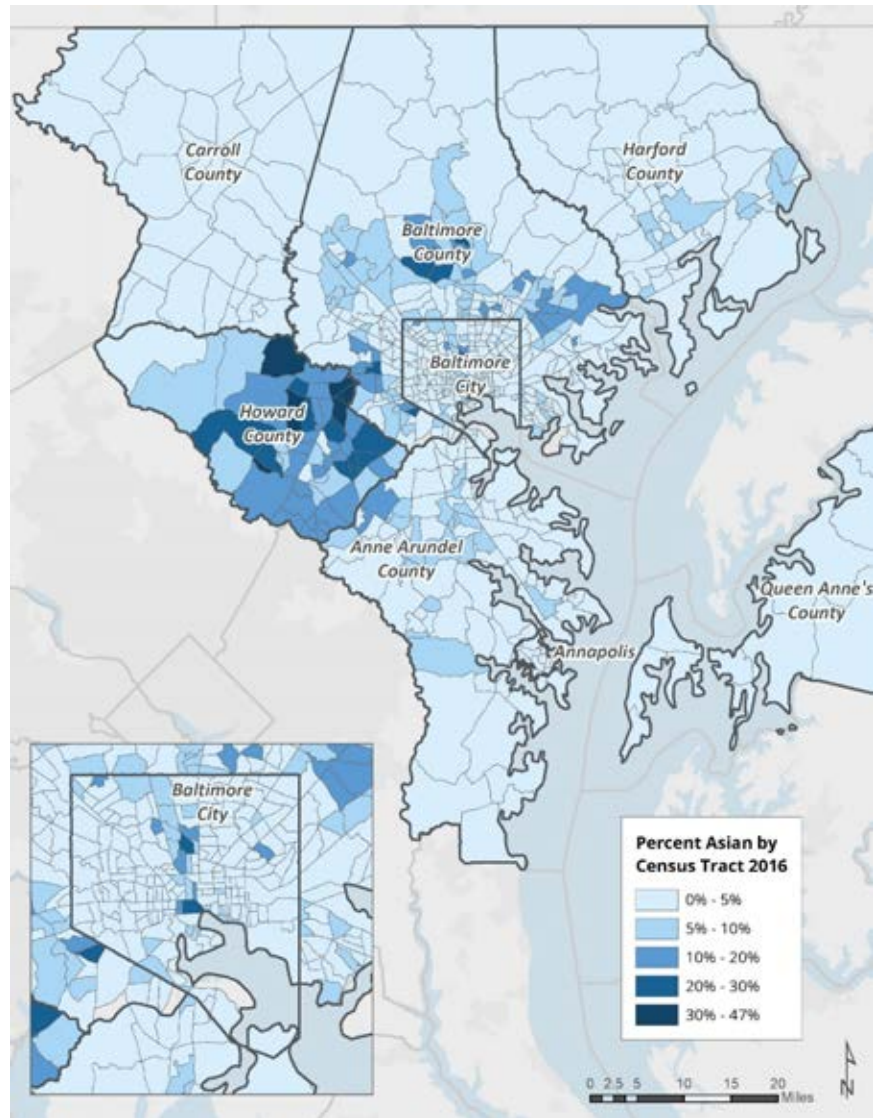 Carroll
County
Harford
County
Baltimore
County
Baltimore
City
Howard
County
Anne Arundel
County
Queen Anne's
County
Annapolis
Baltimore
City
Percent Asian by
Census Tract 2016
0% - 5%
5% - 10%
10% - 20%
20% - 30%
30% - 47%
N
0 2.5 5 10 15 20
Miles